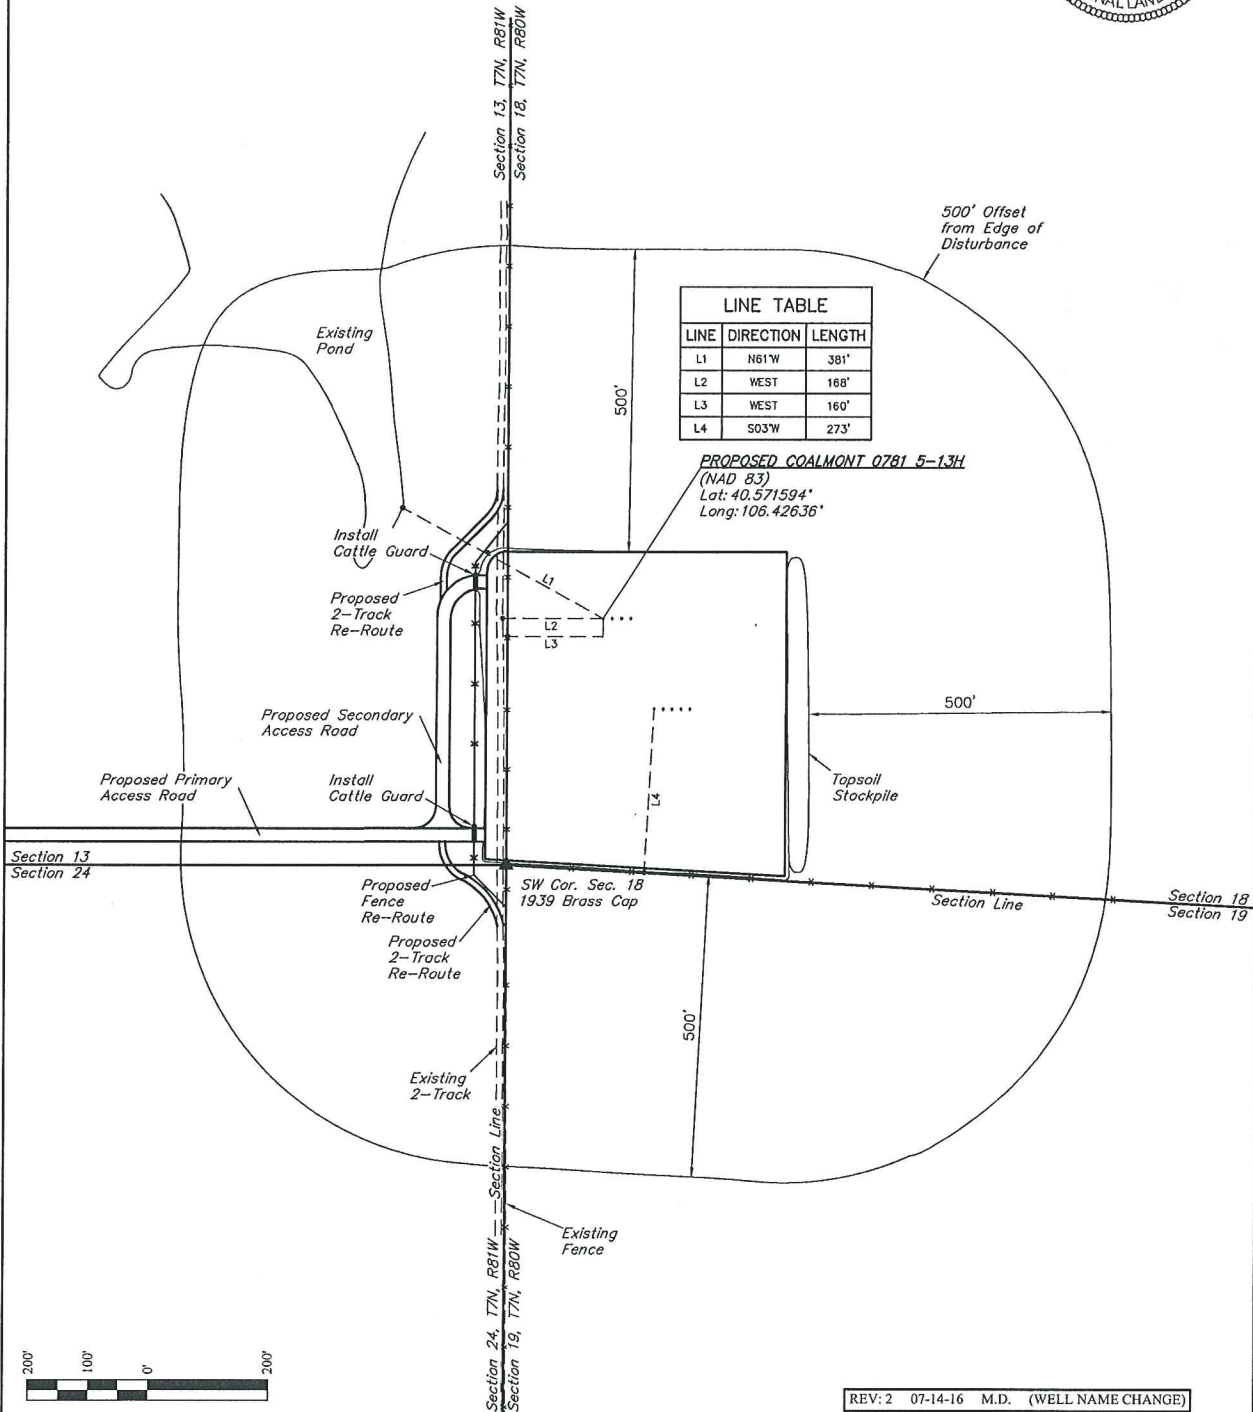 NAL LAND
Section 13, T7N, R81W
Section 18, T7N, R80W
500' Offset
from Edge of
Disturbance
LINE TABLE
LINE DIRECTION LENGTH
L1 N61°W 381'
L2 WEST 168'
L3 WEST 160'
L4 S03°W 273'
Existing
Pond
500'
PROPOSED COALMONT 0781 5-13H
(NAD 83)
Lat: 40.571594°
Long: 106.42636°
Install
Cattle Guard
L1
Proposed
2-Track
Re-Route
L2
L3
Proposed Secondary
Access Road
500'
Proposed Primary
Access Road
Install
Cattle Guard
L4
Topsoil
Stockpile
Section 13
Section 24
Proposed
Fence
Re-Route
SW Cor. Sec. 18
1939 Brass Cap
Section Line
Section 18
Section 19
Proposed
2-Track
Re-Route
500'
Existing
2-Track
Section Line
Existing
Fence
Section 24, T7N, R81W
Section 19, T7N, R80W
200'
100'
0'
200'
REV: 2 07-14-16 M.D. (WELL NAME CHANGE)